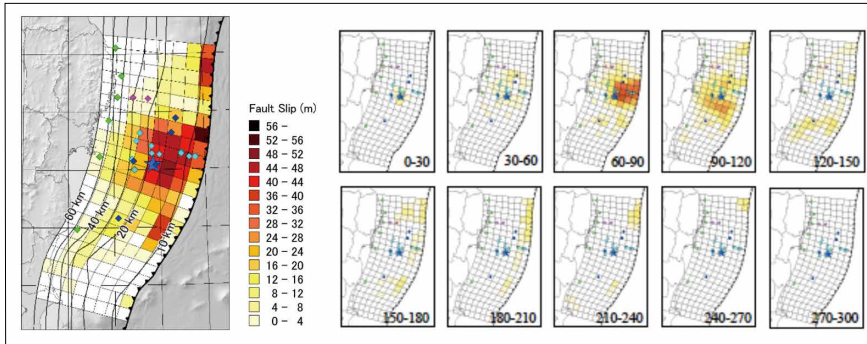 60 km
40 km
20 km
10 km
Fault Slip (m)
56 -
52 - 56
48 - 52
44 - 48
40 - 44
36 - 40
32 - 36
28 - 32
24 - 28
20 - 24
16 - 20
12 - 16
8 - 12
4 - 8
0 - 4
0-30
30-60
60-90
90-120
120-150
150-180
180-210
210-240
240-270
270-300